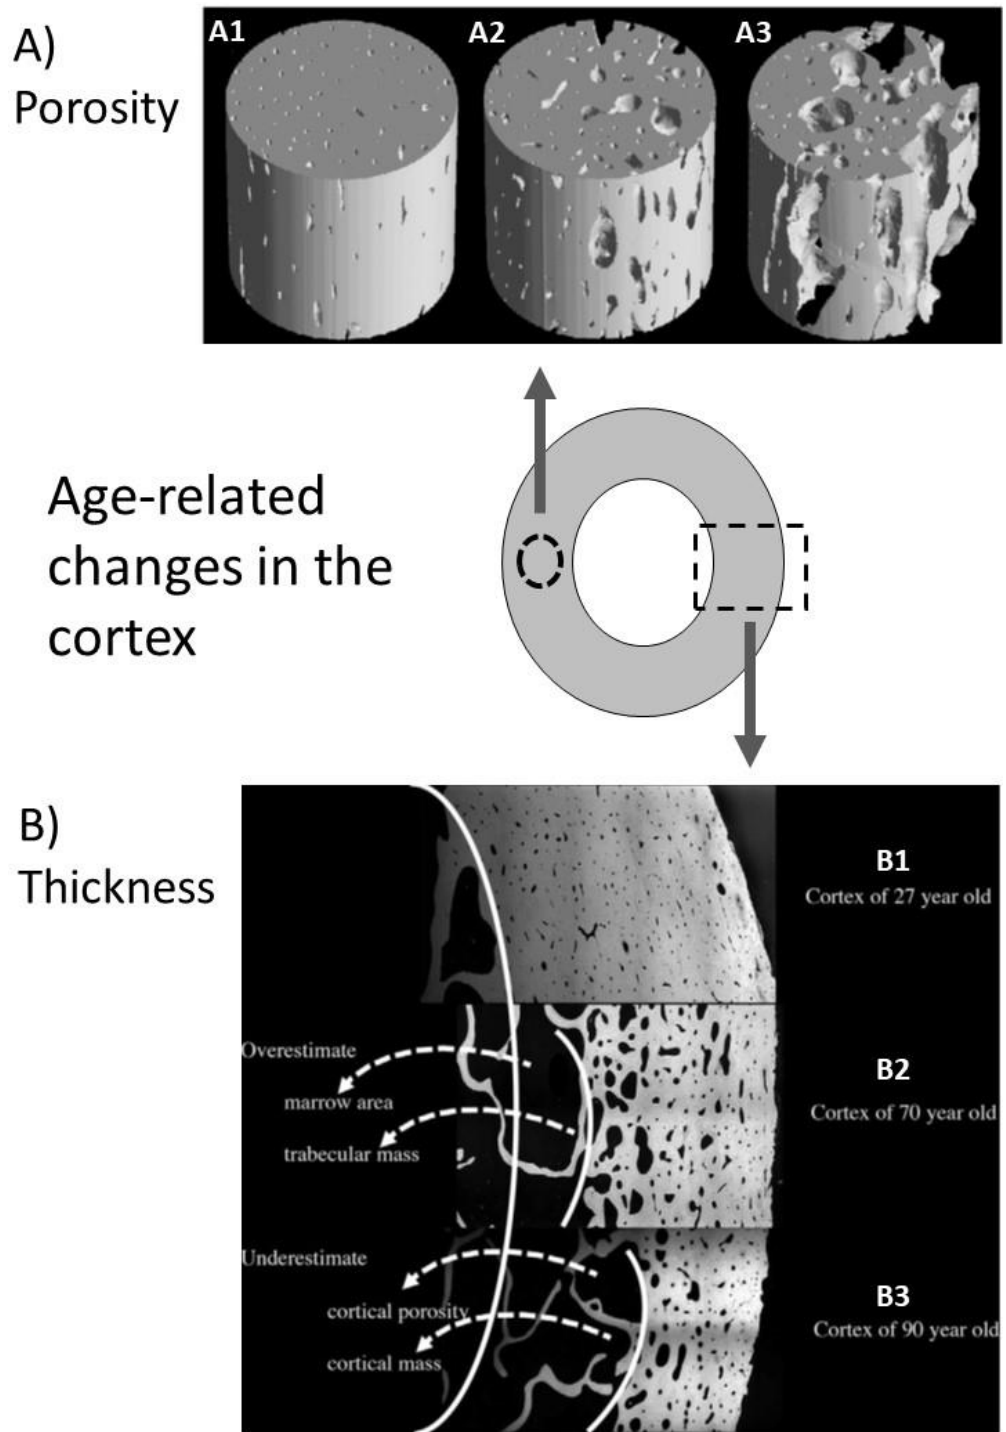 A)
Porosity
A1
A2
A3
Age-related
changes in the
cortex
B)
Thickness
B1
Cortex of 27 year old
Overestimate
marrow area
trabecular mass
B2
Cortex of 70 year old
Underestimate
cortical porosity
cortical mass
B3
Cortex of 90 year old